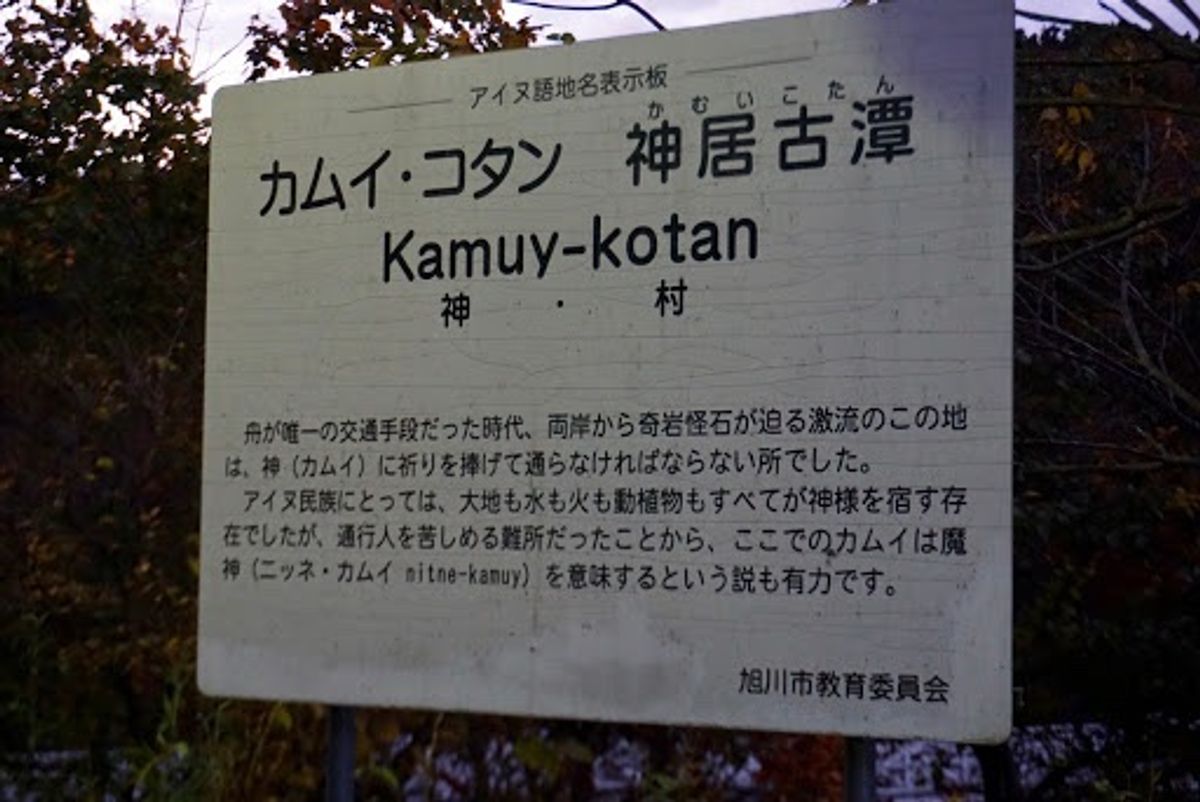 アイヌ語地名表示板
かむいこたん
カムイ・コタン 神居古潭
Kamuy-kotan
神・村
舟が唯一の交通手段だった時代、両岸から奇岩怪石が迫る激流のこの地
は、神（カムイ）に祈りを捧げて通らなければならない所でした。
アイヌ民族にとっては、大地も水も火も動植物もすべてが神様を宿す存
在でしたが、通行人を苦しめる難所だったことから、ここでのカムイは魔
神（ニッネ・カムイ nitne-kamuy）を意味するという説も有力です。
旭川市教育委員会